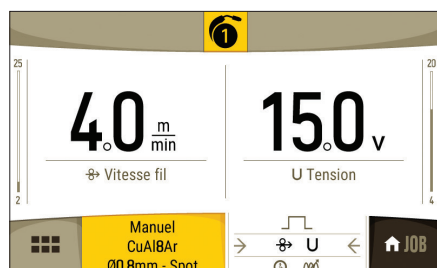 1
25
20
4.0 m/min
15.0 v
Vitesse fil
U Tension
2
4
Manuel
CuAl8Ar
Ø0.8mm - Spot
U
JOB